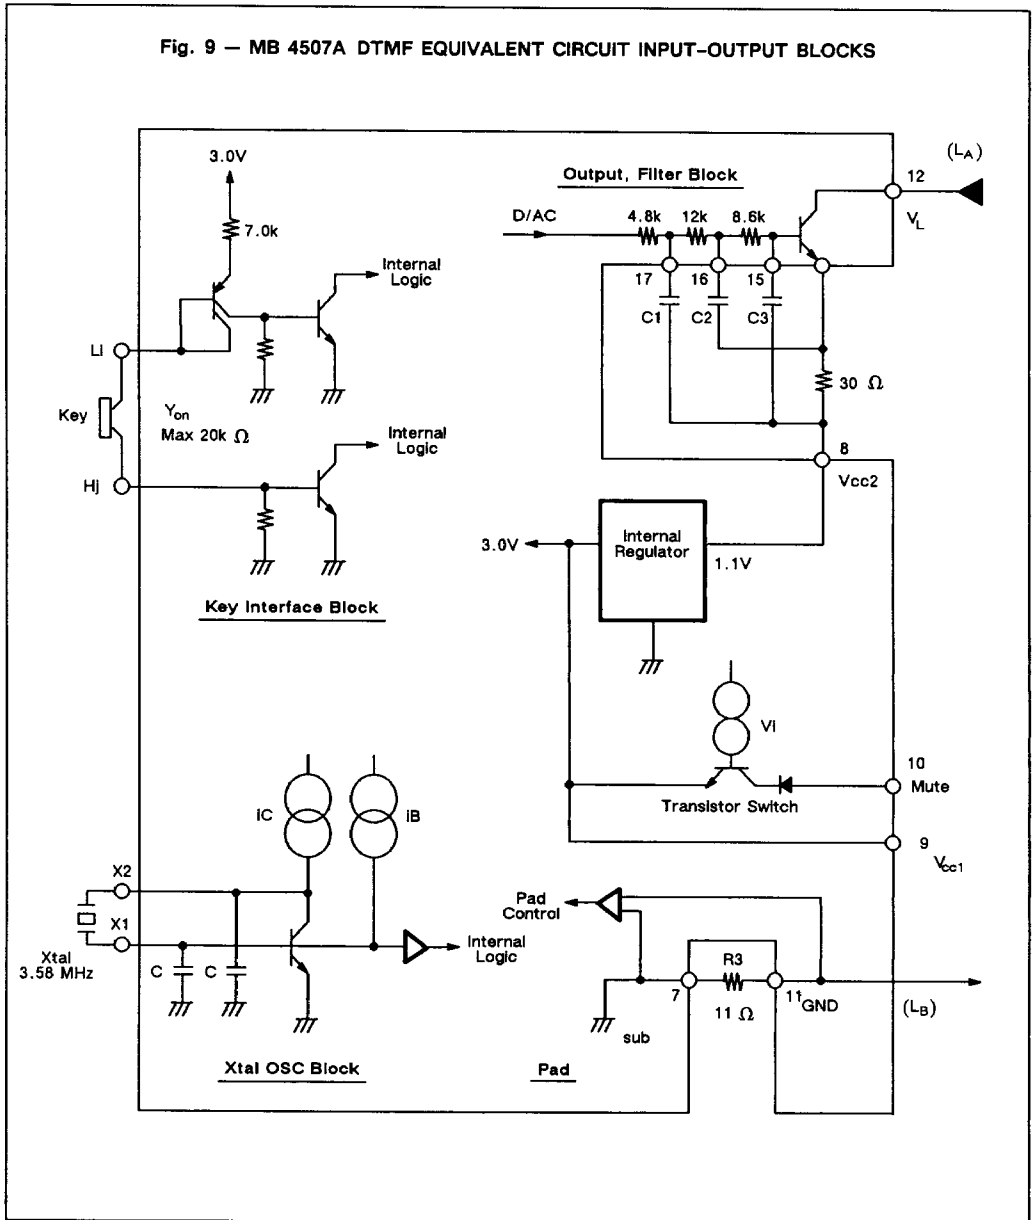 Fig. 9 — MB 4507A DTMF EQUIVALENT CIRCUIT INPUT-OUTPUT BLOCKS
3.0V
7.0k
Internal
Logic
Li
Key
Yon
Max 20k Ω
Internal
Logic
Hj
Key Interface Block
Output, Filter Block
(LA)
12
VL
D/AC
4.8k
12k
8.6k
17
16
15
C1
C2
C3
30 Ω
8
Vcc2
3.0V
Internal
Regulator
1.1V
Vi
10
Mute
Transistor Switch
9
Vcc1
iC
iB
X2
X1
Xtal
3.58 MHz
C
C
Internal
Logic
Xtal OSC Block
Pad
Control
R3
7
11
GND
11 Ω
(LB)
sub
Pad